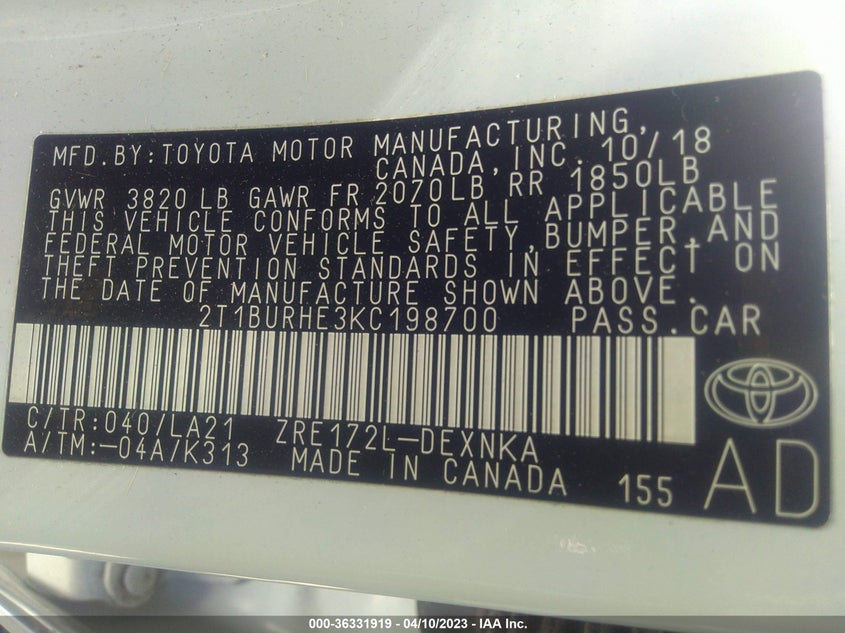 MFD.BY:TOYOTA MOTOR MANUFACTURING,
CANADA,INC. 10/18
GVWR 3820 LB GAWR FR 2070LB RR 1850LB
THIS VEHICLE CONFORMS TO ALL APPLICABLE
FEDERAL MOTOR VEHICLE SAFETY,BUMPER,AND
THEFT PREVENTION STANDARDS IN EFFECT ON
THE DATE OF MANUFACTURE SHOWN ABOVE.
2T1BURHE3KC198700 PASS.CAR
C/TR:040/LA21 ZRE172L-DEXNKA
A/TM:-04A/K313 MADE IN CANADA 155 AD
000-36331919 - 04/10/2023 - IAA Inc.